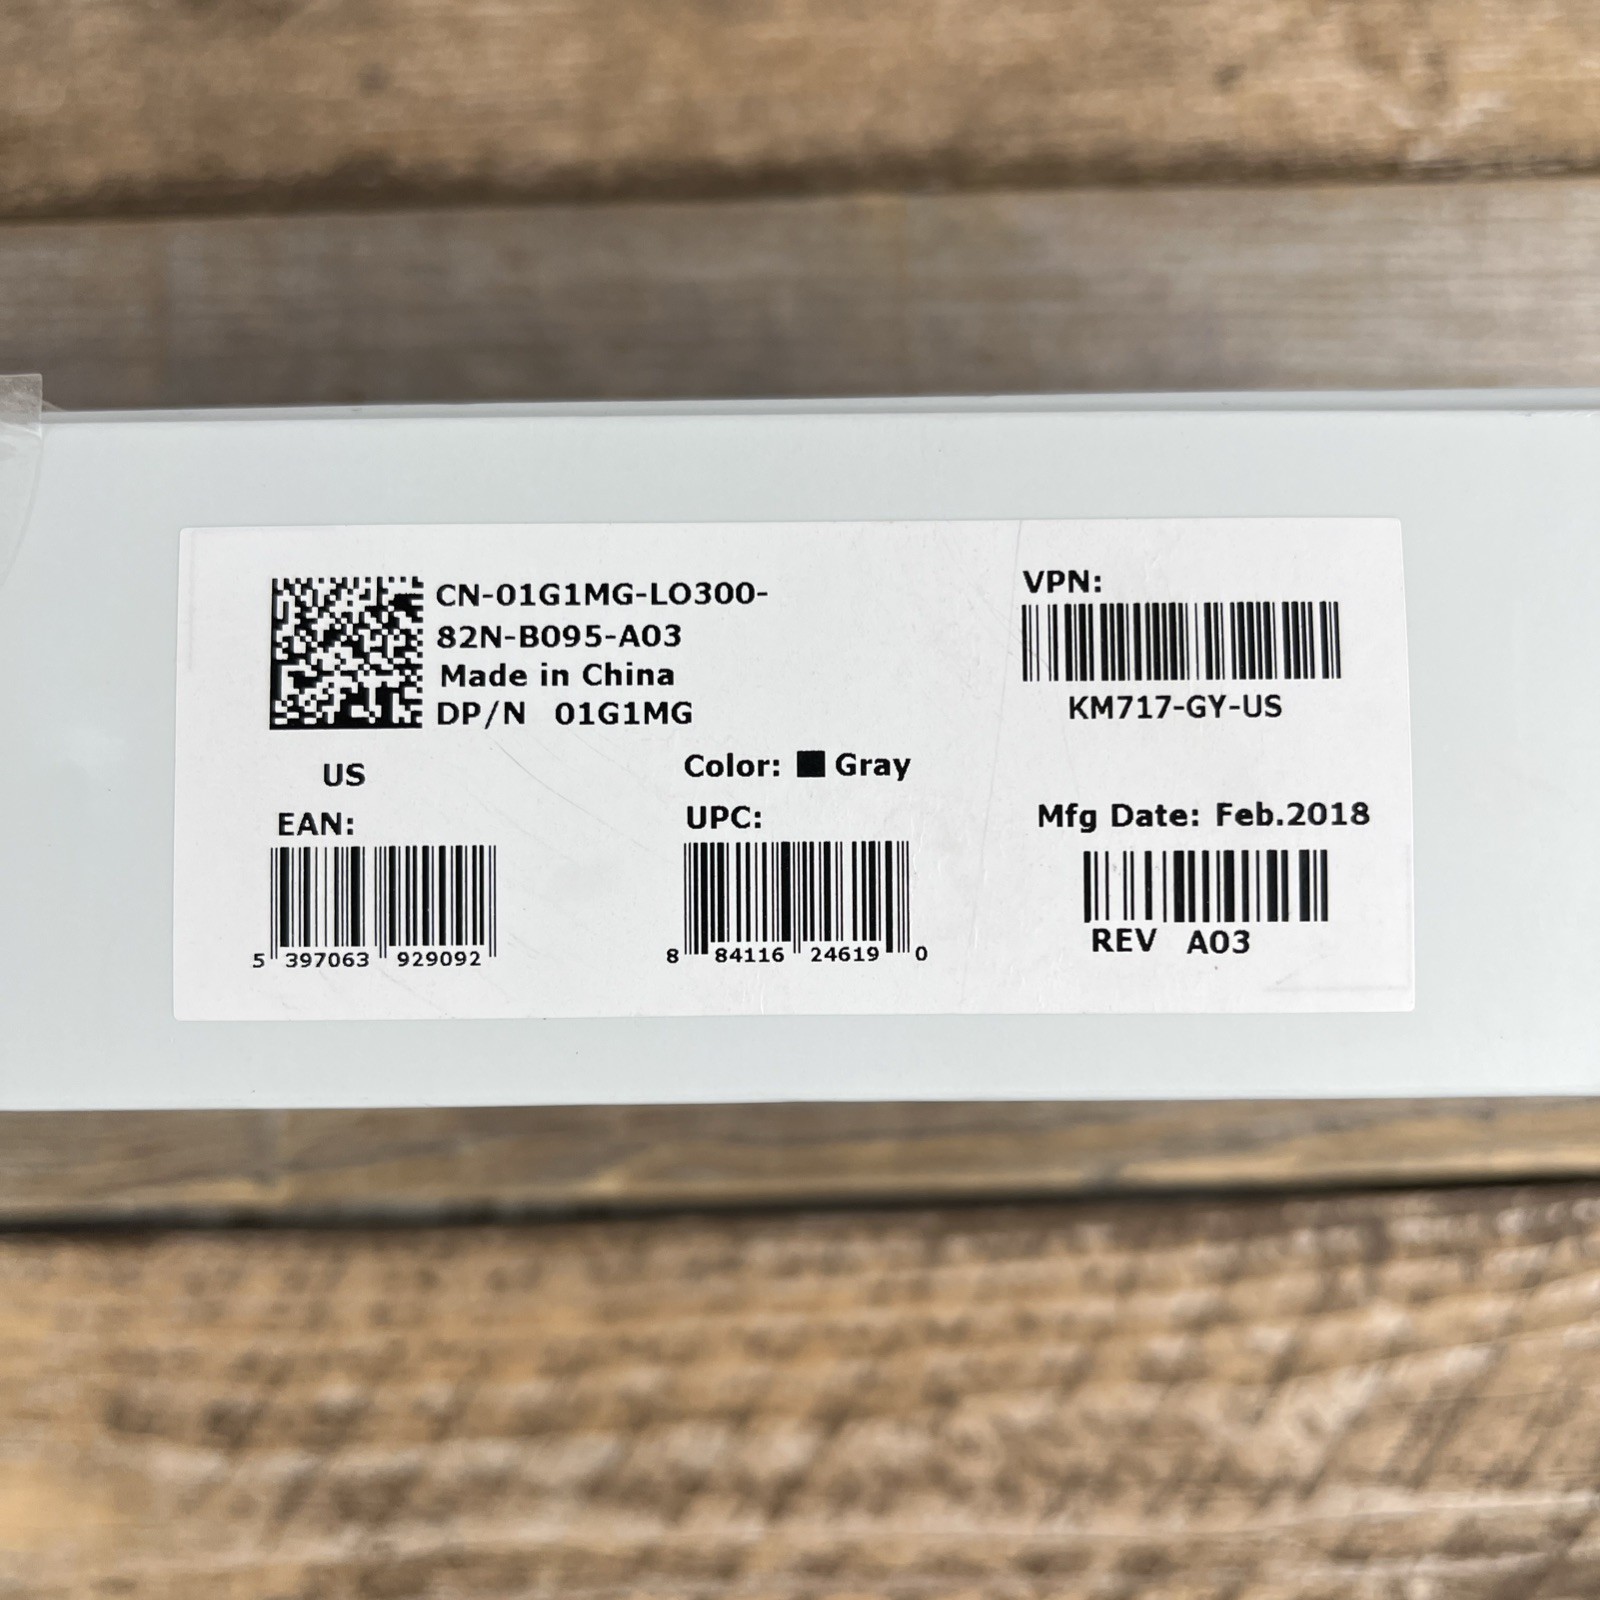 CN-01G1MG-LO300-
82N-B095-A03
Made in China
DP/N 01G1MG
VPN:
KM717-GY-US
US
Color: Gray
EAN:
5 397063 929092
UPC:
8 84116 24619 0
Mfg Date: Feb.2018
REV A03